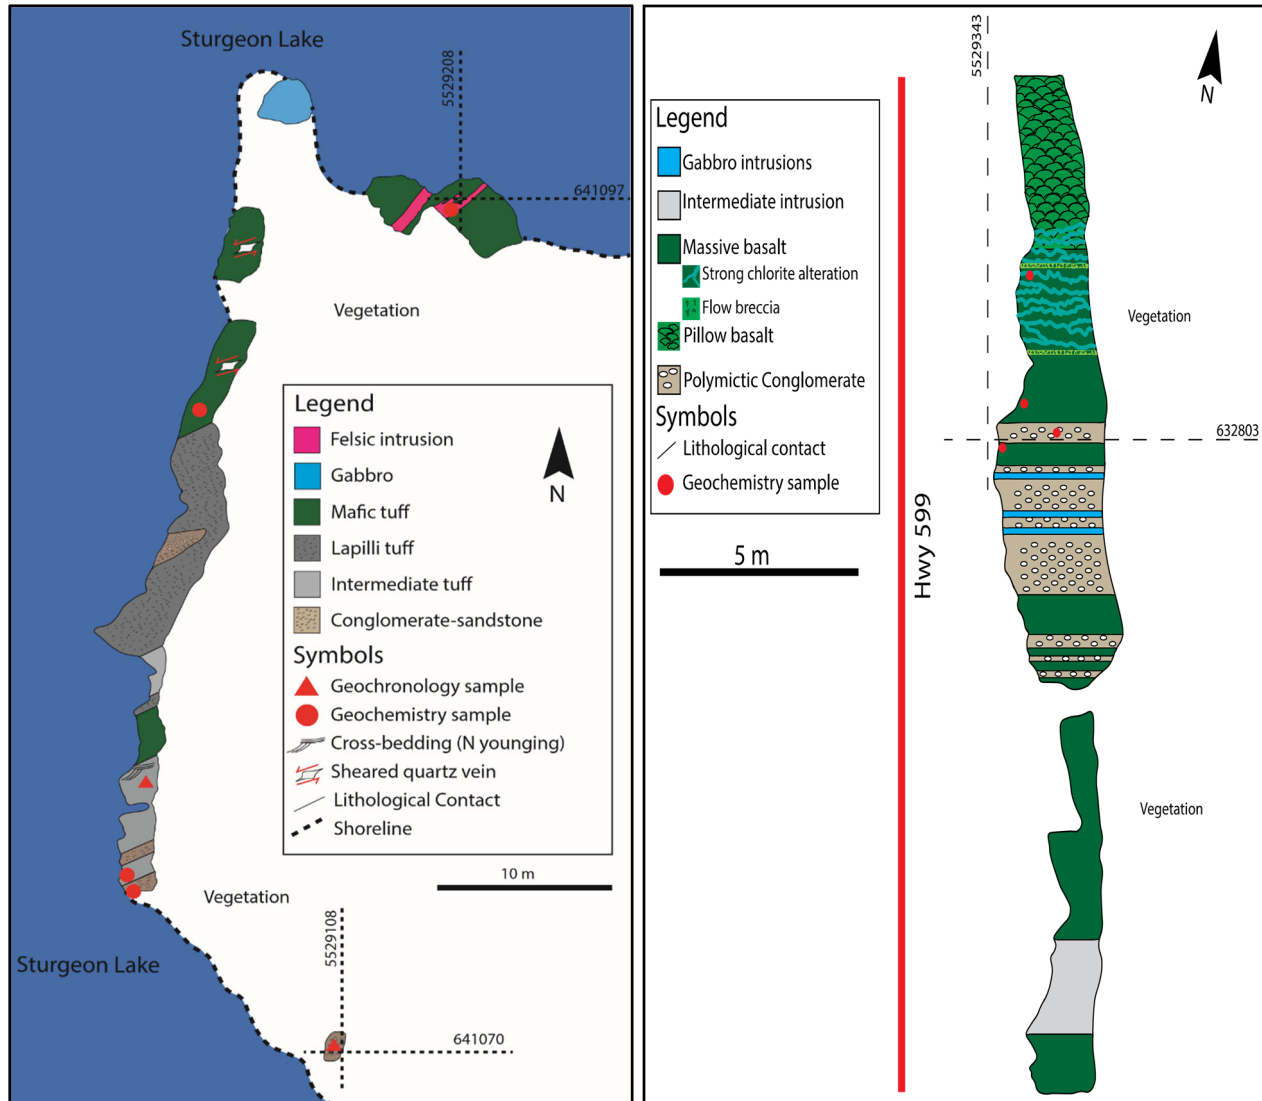 Sturgeon Lake
5529208
641097
Vegetation
Legend
Felsic intrusion
Gabbro
Mafic tuff
Lapilli tuff
Intermediate tuff
Conglomerate-sandstone
Symbols
Geochronology sample
Geochemistry sample
Cross-bedding (N younging)
Sheared quartz vein
Lithological Contact
Shoreline
N
10 m
Vegetation
Sturgeon Lake
5529108
641070
5529343
N
Legend
Gabbro intrusions
Intermediate intrusion
Massive basalt
Strong chlorite alteration
Flow breccia
Pillow basalt
Polymictic Conglomerate
Symbols
Lithological contact
Geochemistry sample
5 m
Hwy 599
Vegetation
632803
Vegetation